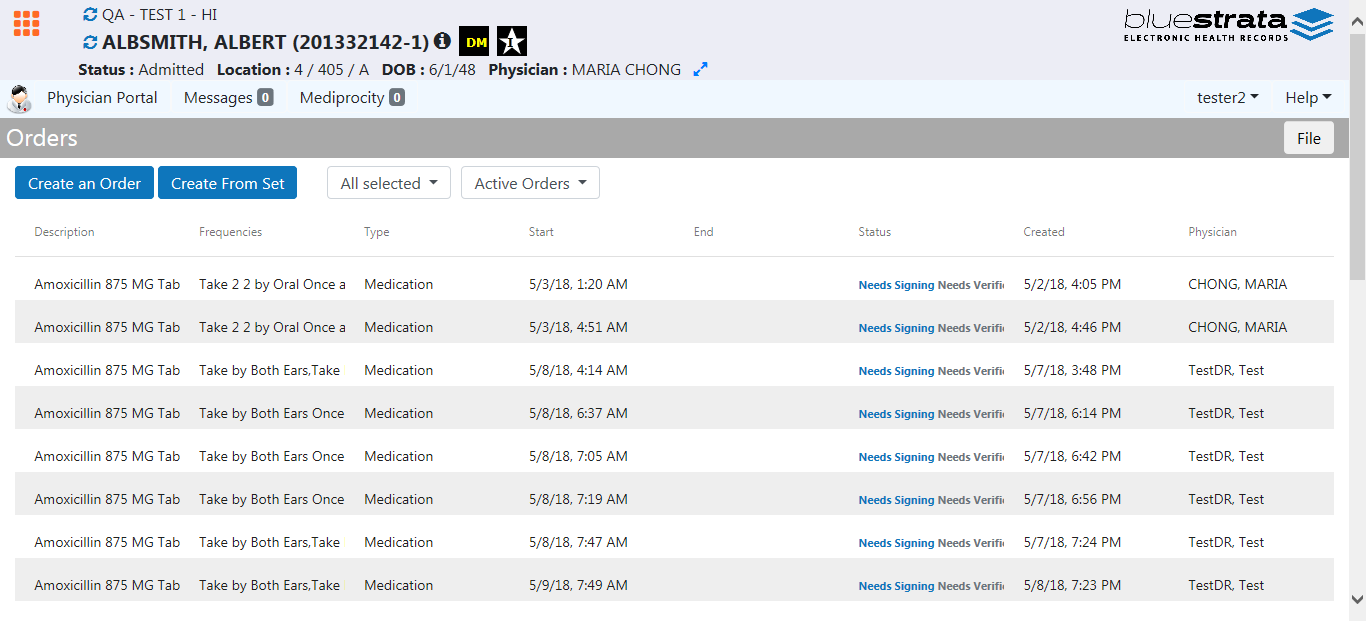 QA - TEST 1 - HI
ALBSMITH, ALBERT (201332142-1) DM 1
Status : Admitted Location : 4 / 405 / A DOB : 6/1/48 Physician : MARIA CHONG
bluestrata
ELECTRONIC HEALTH RECORDS
Physician Portal Messages 0 Mediprocity 0 tester2 Help
Orders File
Create an Order Create From Set All selected Active Orders
Description Frequencies Type Start End Status Created Physician
Amoxicillin 875 MG Tab Take 2 2 by Oral Once a Medication 5/3/18, 1:20 AM Needs Signing Needs Verifi 5/2/18, 4:05 PM CHONG, MARIA
Amoxicillin 875 MG Tab Take 2 2 by Oral Once a Medication 5/3/18, 4:51 AM Needs Signing Needs Verifi 5/2/18, 4:46 PM CHONG, MARIA
Amoxicillin 875 MG Tab Take by Both Ears,Take Medication 5/8/18, 4:14 AM Needs Signing Needs Verifi 5/7/18, 3:48 PM TestDR, Test
Amoxicillin 875 MG Tab Take by Both Ears Once Medication 5/8/18, 6:37 AM Needs Signing Needs Verifi 5/7/18, 6:14 PM TestDR, Test
Amoxicillin 875 MG Tab Take by Both Ears Once Medication 5/8/18, 7:05 AM Needs Signing Needs Verifi 5/7/18, 6:42 PM TestDR, Test
Amoxicillin 875 MG Tab Take by Both Ears Once Medication 5/8/18, 7:19 AM Needs Signing Needs Verifi 5/7/18, 6:56 PM TestDR, Test
Amoxicillin 875 MG Tab Take by Both Ears,Take Medication 5/8/18, 7:47 AM Needs Signing Needs Verifi 5/7/18, 7:24 PM TestDR, Test
Amoxicillin 875 MG Tab Take by Both Ears,Take Medication 5/9/18, 7:49 AM Needs Signing Needs Verifi 5/8/18, 7:23 PM TestDR, Test